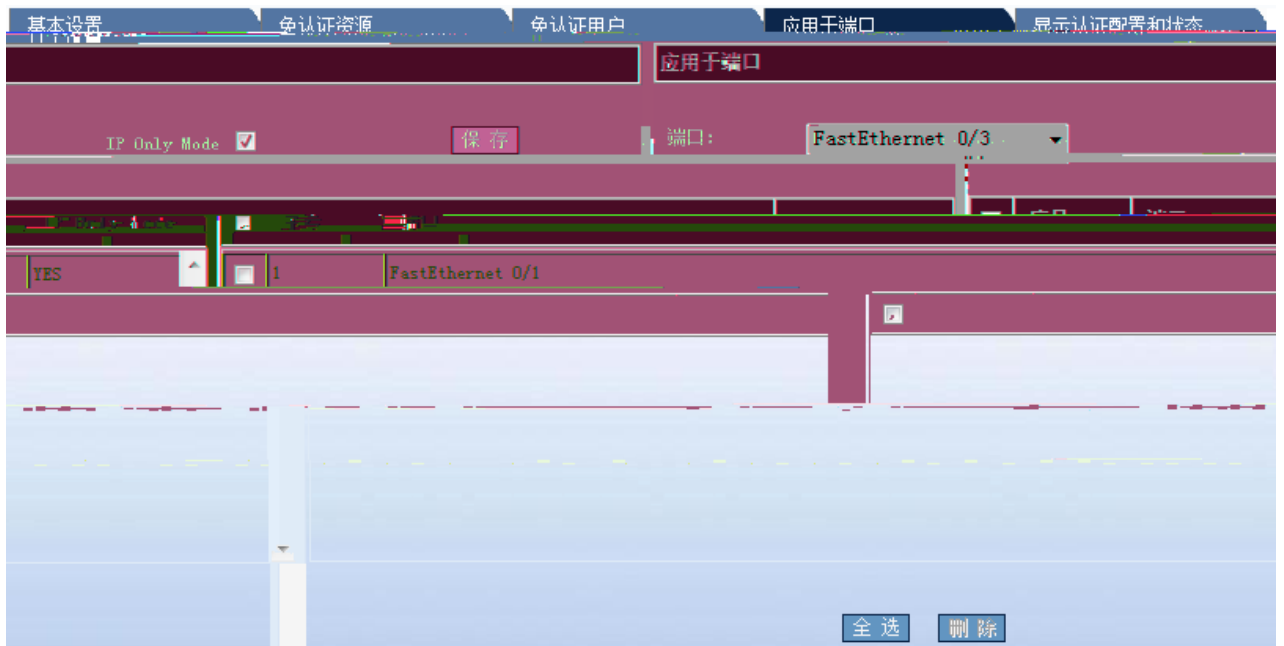 基本设置 免认证资源 免认证用户 应用于端口 显示认证配置和状态
应用于端口
IP Only Mode 保 存 端口: FastEthernet 0/3
YES 1 FastEthernet 0/1
全 选 删 除